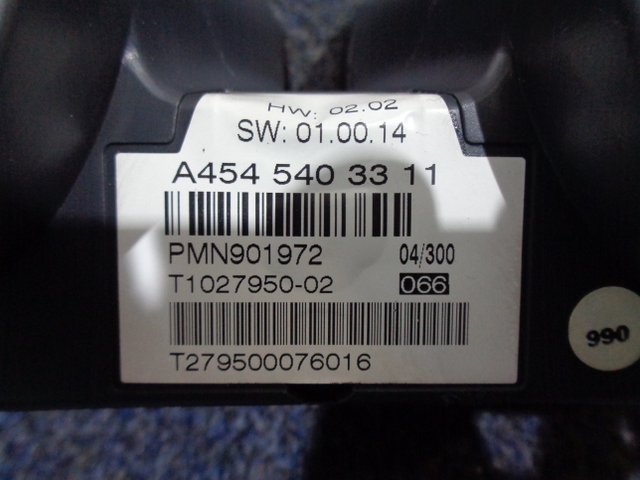 HW: 02.02
SW: 01.00.14
A454 540 33 11
PMN901972 04/300
T1027950-02 066
T279500076016
990